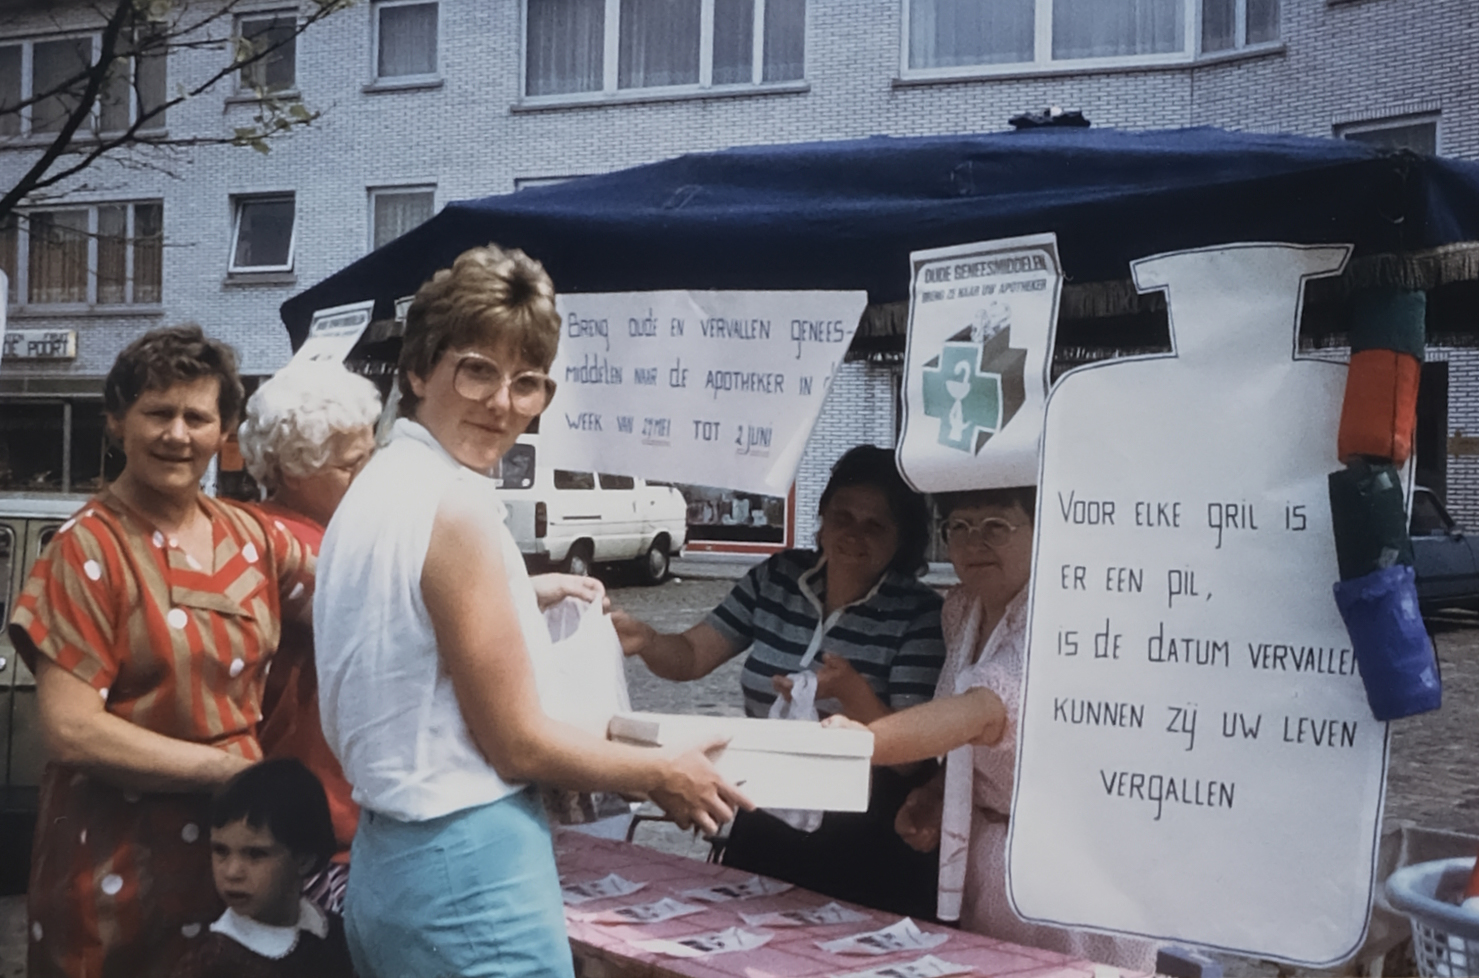 DE POORT
BRENG OUDE EN VERVALLEN GENEES-
MIDDELEN NAAR DE APOTHEKER IN
WEEK VAN 27 MEI TOT 2 JUNI
OUDE GENEESMIDDELEN
BRENG ZE NAAR UW APOTHEKER
VOOR ELKE GRIL IS
ER EEN PIL,
IS DE DATUM VERVALLEN
KUNNEN ZIJ UW LEVEN
VERGALLEN